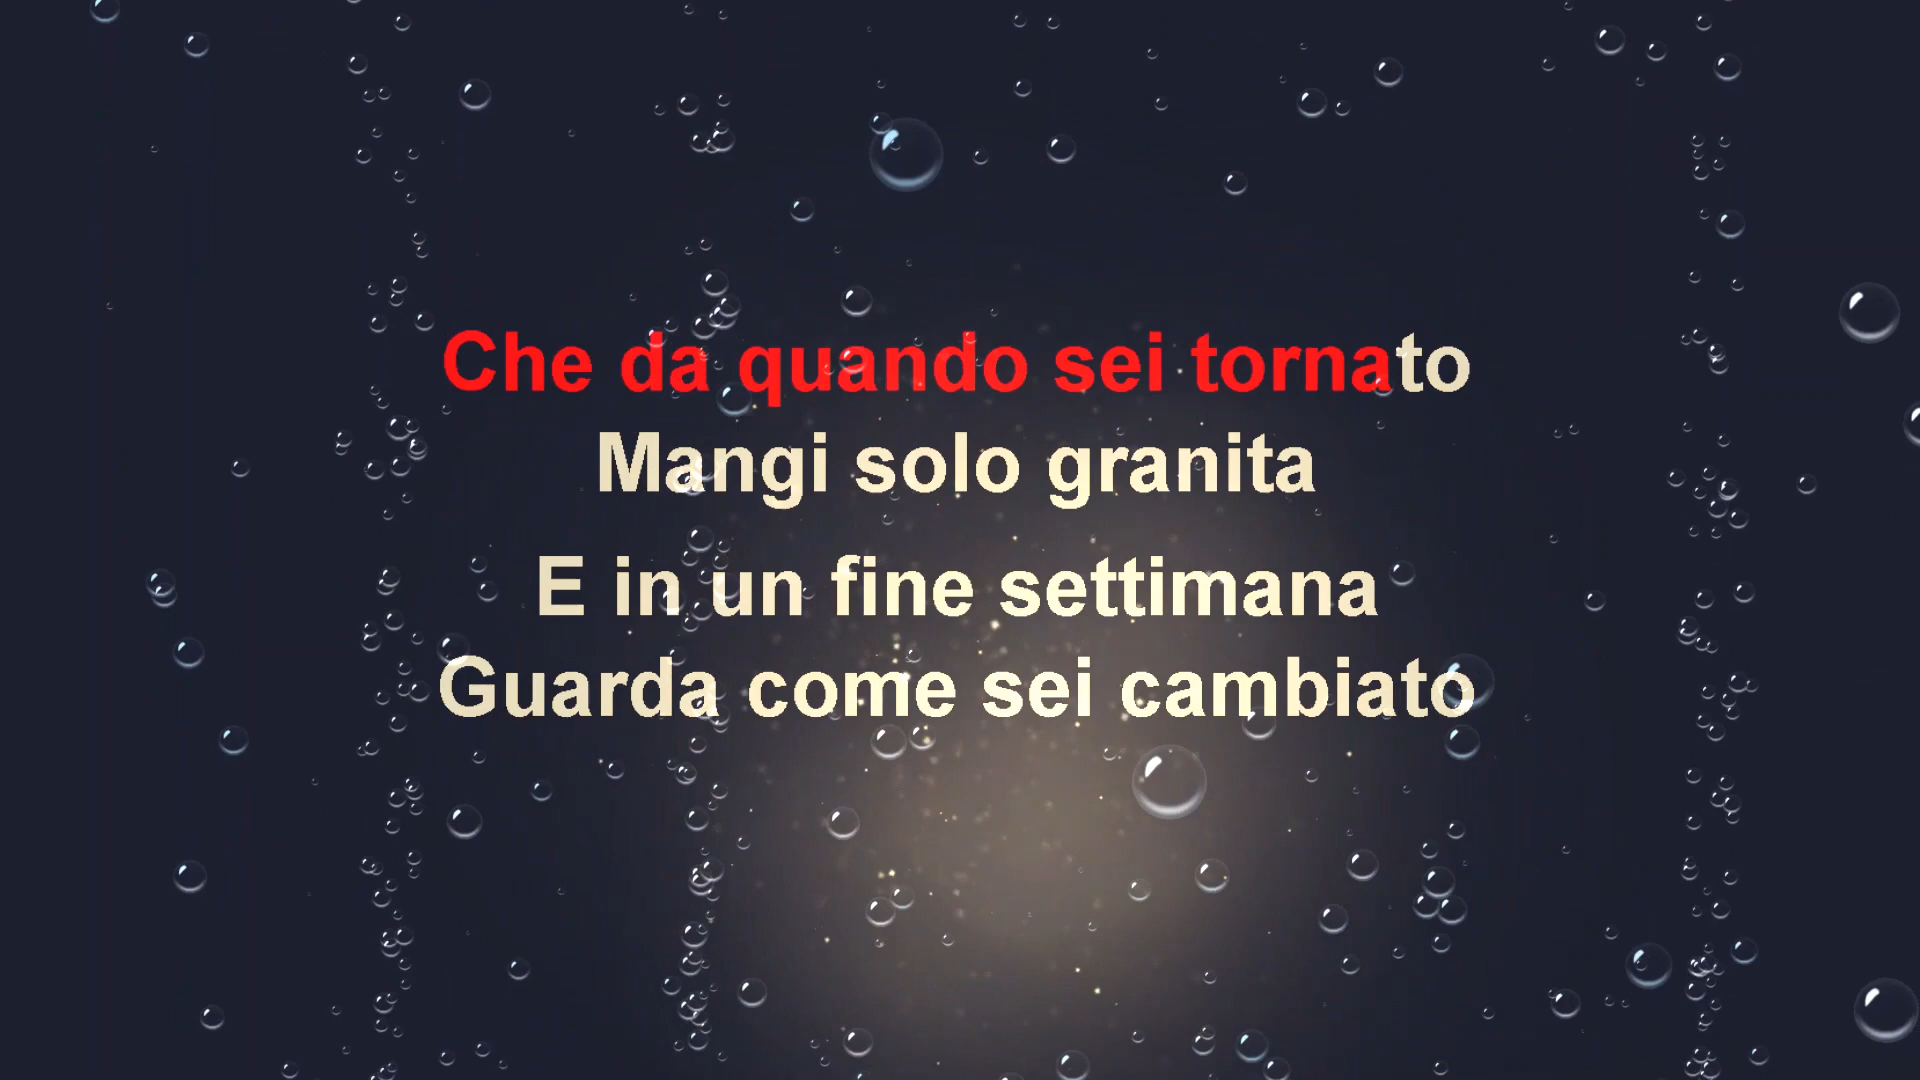 Che da quando sei tornato
Mangi solo granita
E in un fine settimana
Guarda come sei cambiato